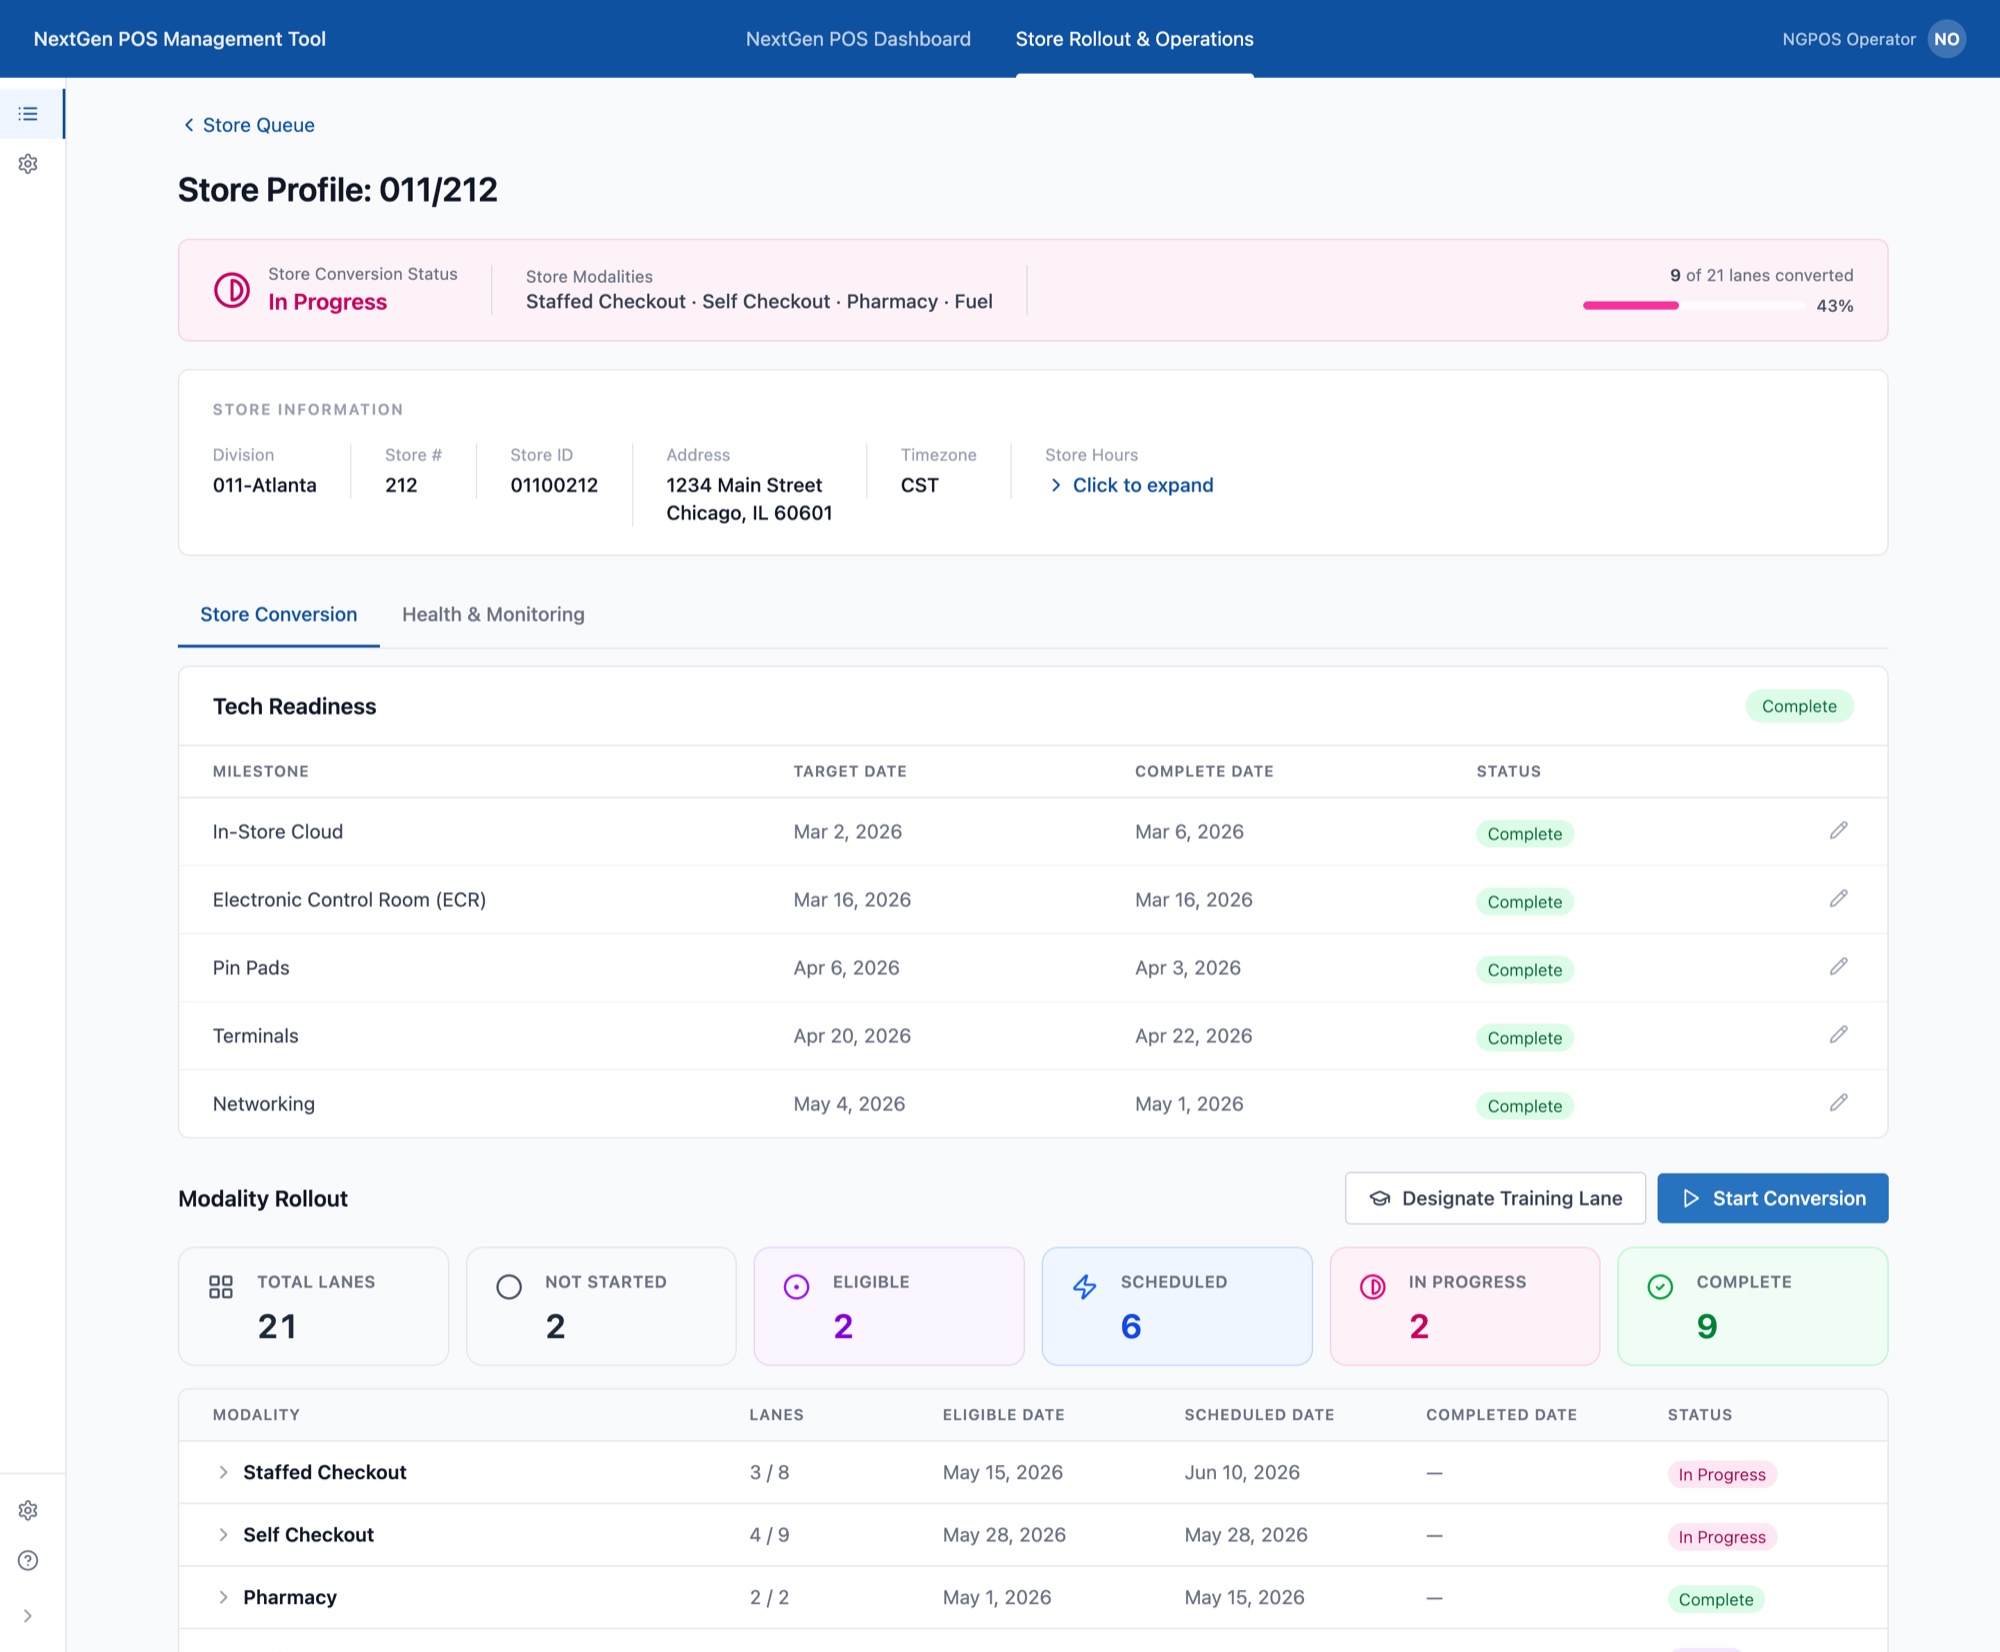 NextGen POS Management Tool
NextGen POS Dashboard
Store Rollout & Operations
NGPOS Operator
NO
Store Queue
Store Profile: 011/212
Store Conversion Status
In Progress
Store Modalities
Staffed Checkout · Self Checkout · Pharmacy · Fuel
9 of 21 lanes converted
43%
STORE INFORMATION
Division
011-Atlanta
Store #
212
Store ID
01100212
Address
1234 Main Street
Chicago, IL 60601
Timezone
CST
Store Hours
Click to expand
Store Conversion
Health & Monitoring
Tech Readiness
Complete
MILESTONE TARGET DATE COMPLETE DATE STATUS
In-Store Cloud Mar 2, 2026 Mar 6, 2026 Complete
Electronic Control Room (ECR) Mar 16, 2026 Mar 16, 2026 Complete
Pin Pads Apr 6, 2026 Apr 3, 2026 Complete
Terminals Apr 20, 2026 Apr 22, 2026 Complete
Networking May 4, 2026 May 1, 2026 Complete
Modality Rollout
Designate Training Lane
Start Conversion
TOTAL LANES
21
NOT STARTED
2
ELIGIBLE
2
SCHEDULED
6
IN PROGRESS
2
COMPLETE
9
MODALITY LANES ELIGIBLE DATE SCHEDULED DATE COMPLETED DATE STATUS
Staffed Checkout 3 / 8 May 15, 2026 Jun 10, 2026 — In Progress
Self Checkout 4 / 9 May 28, 2026 May 28, 2026 — In Progress
Pharmacy 2 / 2 May 1, 2026 May 15, 2026 — Complete